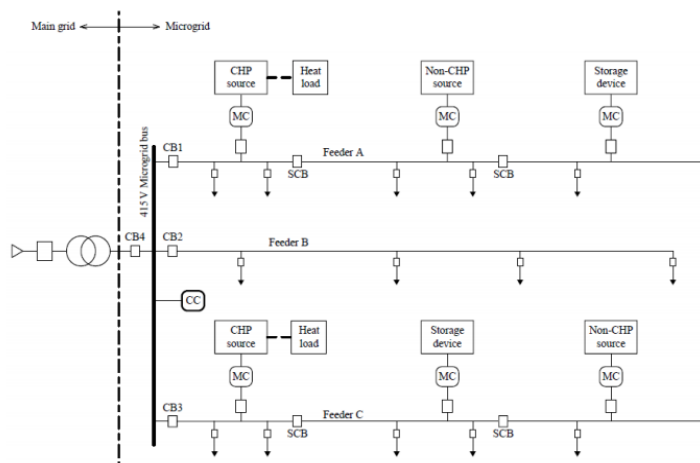 Main grid
Microgrid
CHP
source
Heat
load
Non-CHP
source
Storage
device
MC
MC
MC
415 V Microgrid bus
CB1
Feeder A
SCB
SCB
CB4
CB2
Feeder B
CC
CHP
source
Heat
load
Storage
device
Non-CHP
source
MC
MC
MC
CB3
Feeder C
SCB
SCB